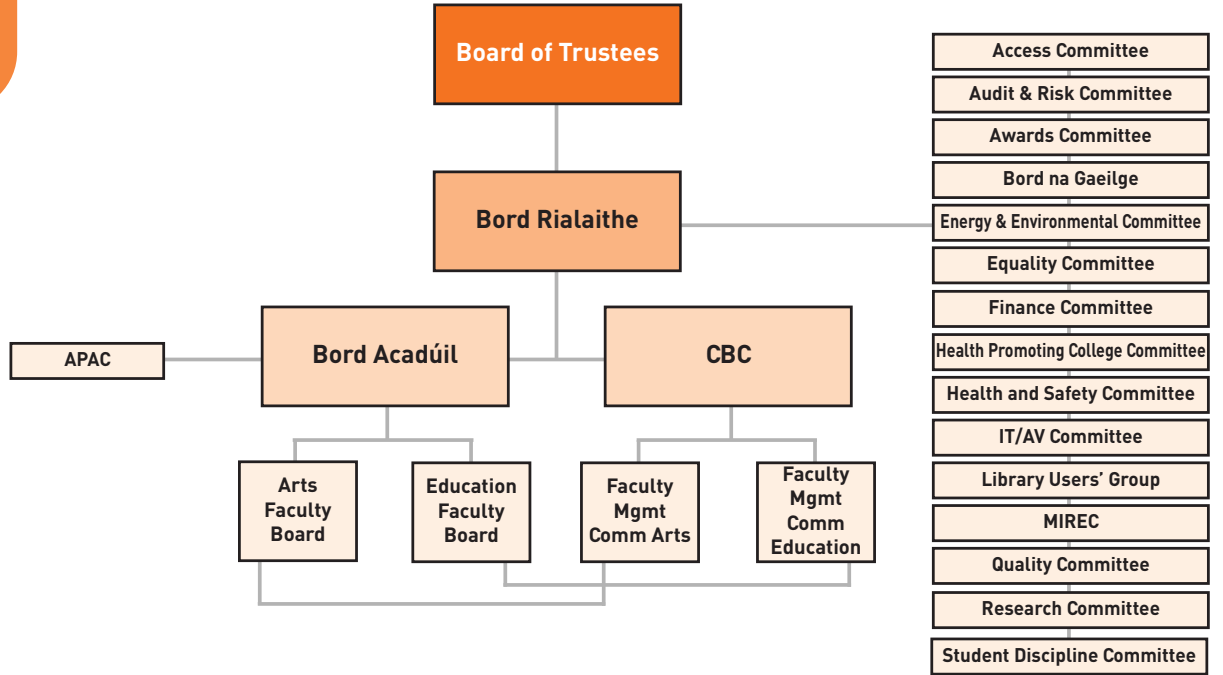 Board of Trustees
Bord Rialaithe
Bord Acadúil
CBC
APAC
Arts
Faculty
Board
Education
Faculty
Board
Faculty
Mgmt
Comm Arts
Faculty
Mgmt
Comm
Education
Access Committee
Audit & Risk Committee
Awards Committee
Bord na Gaeilge
Energy & Environmental Committee
Equality Committee
Finance Committee
Health Promoting College Committee
Health and Safety Committee
IT/AV Committee
Library Users’ Group
MIREC
Quality Committee
Research Committee
Student Discipline Committee